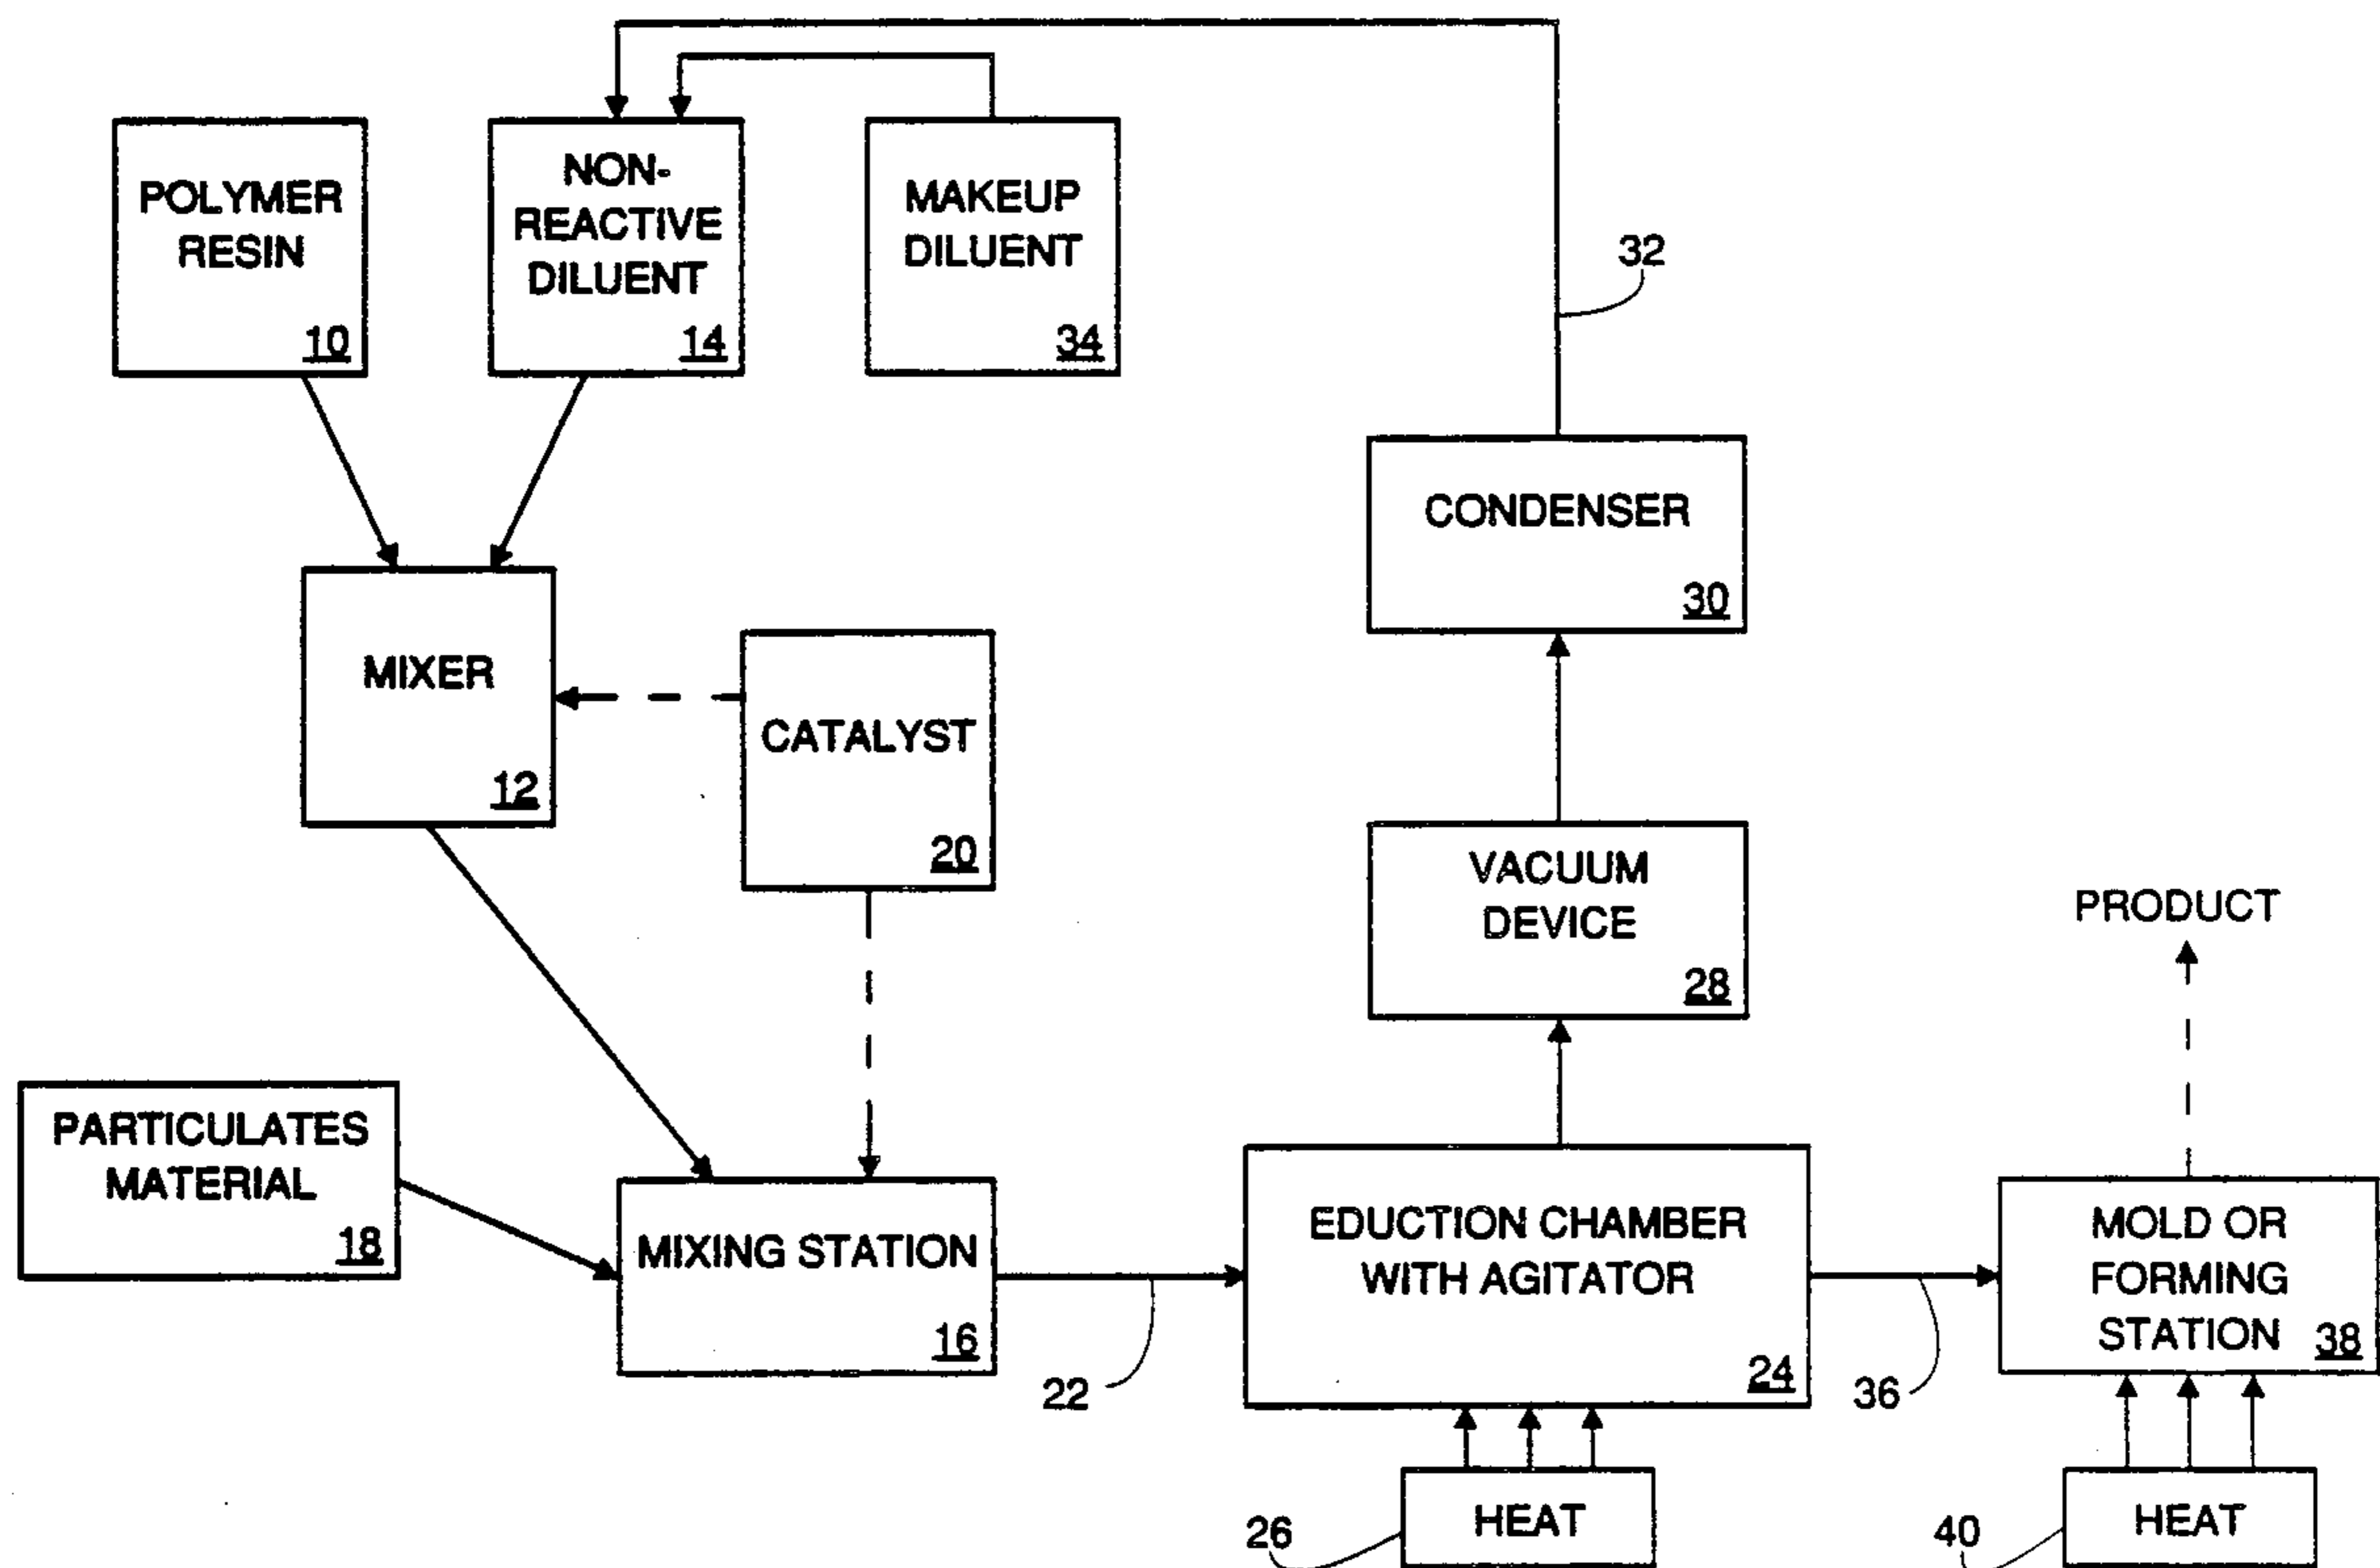 POLYMER
RESIN
10
NON-
REACTIVE
DILUENT
14
MAKEUP
DILUENT
34
32
CONDENSER
30
MIXER
12
CATALYST
20
VACUUM
DEVICE
28
PRODUCT
PARTICULATES
MATERIAL
18
MIXING STATION
16
22
EDUCTION CHAMBER
WITH AGITATOR
24
36
MOLD OR
FORMING
STATION
38
26
HEAT
40
HEAT